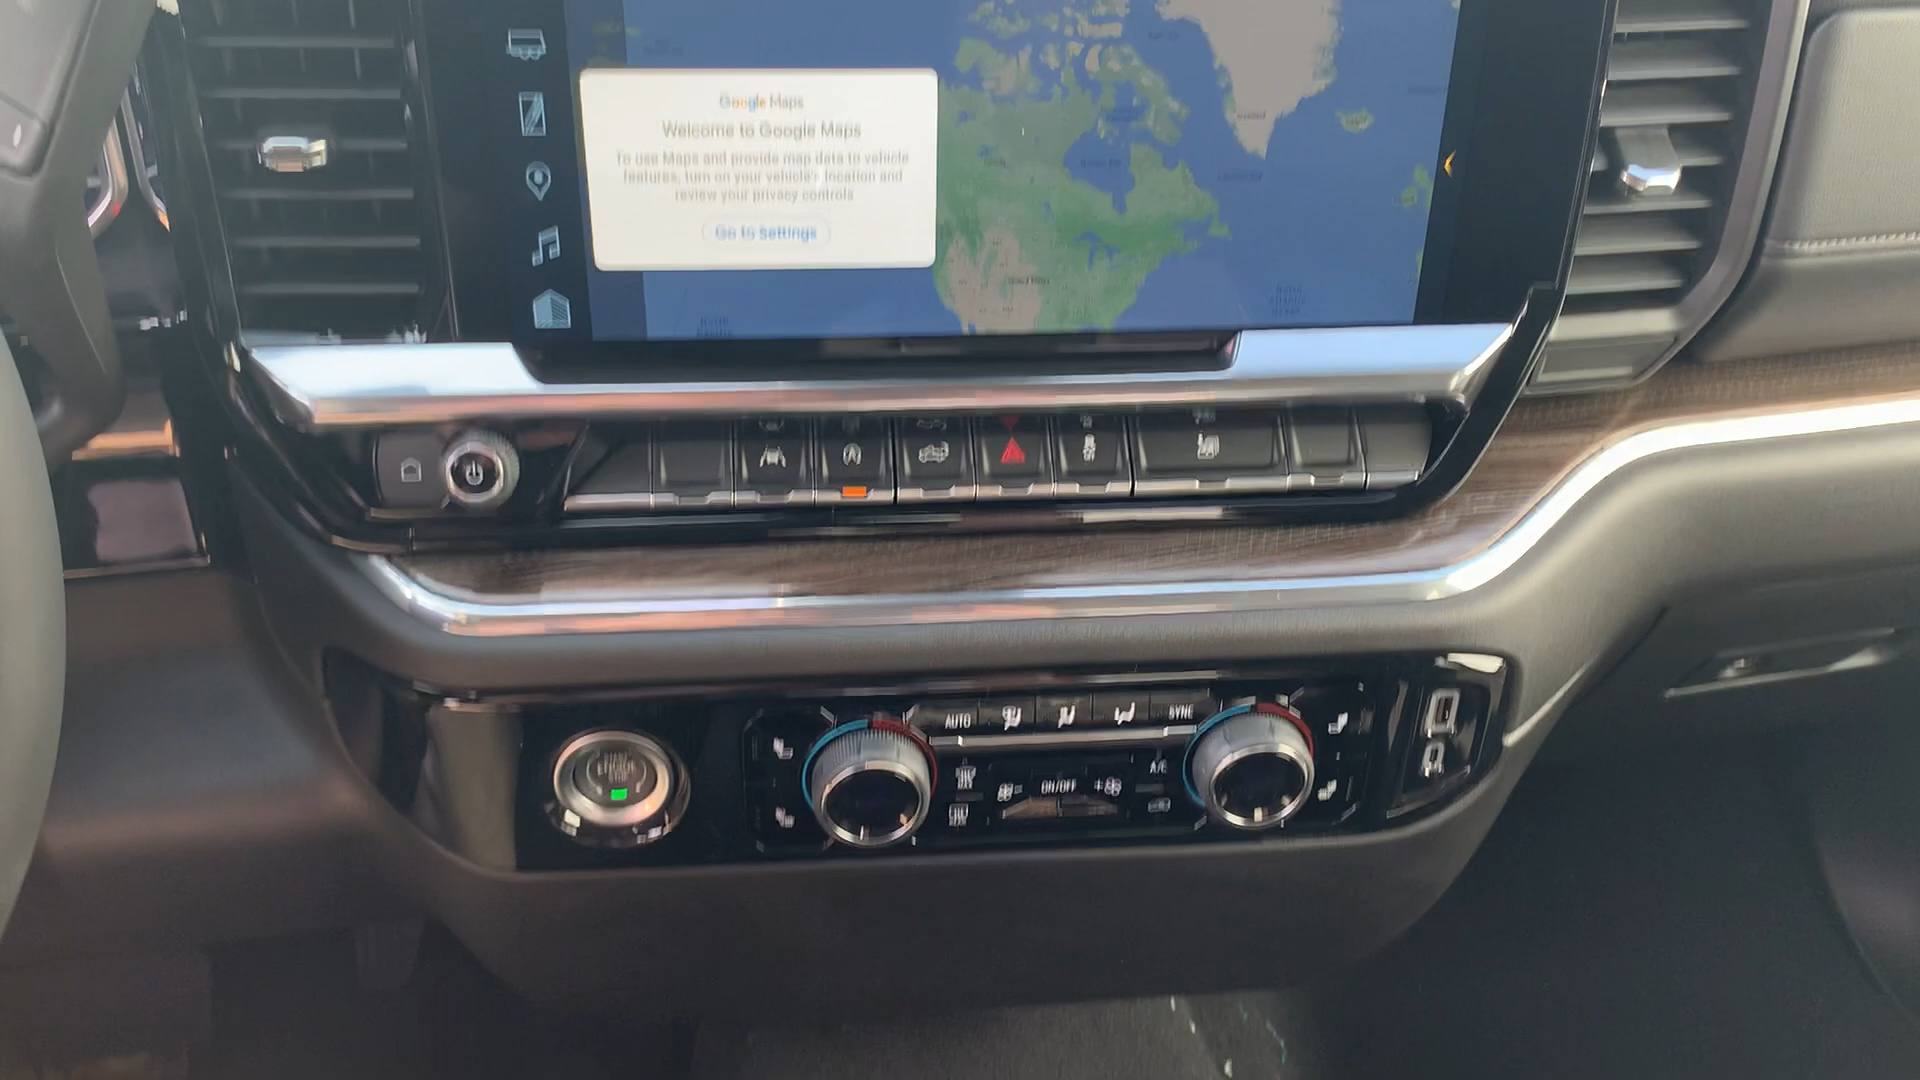 Google Maps
Welcome to Google Maps
To use Maps and provide map data to vehicle
features, turn on your vehicle's location and
review your privacy controls
Go to Settings
AUTO
SYNC
A/C
ON/OFF
ENGINE